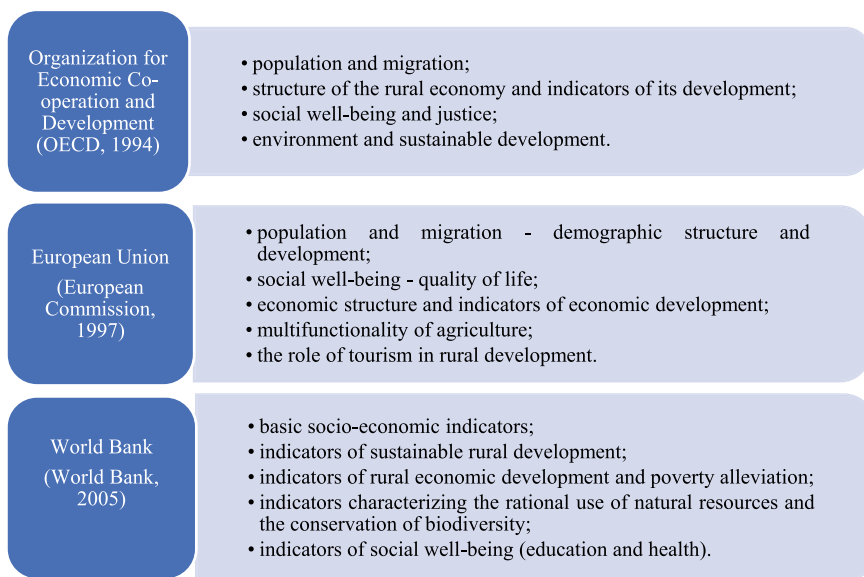 Organization for
Economic Co-
operation and
Development
(OECD, 1994)
• population and migration;
• structure of the rural economy and indicators of its development;
• social well-being and justice;
• environment and sustainable development.
European Union
(European
Commission,
1997)
• population and migration - demographic structure and
development;
• social well-being - quality of life;
• economic structure and indicators of economic development;
• multifunctionality of agriculture;
• the role of tourism in rural development.
World Bank
(World Bank,
2005)
• basic socio-economic indicators;
• indicators of sustainable rural development;
• indicators of rural economic development and poverty alleviation;
• indicators characterizing the rational use of natural resources and
the conservation of biodiversity;
• indicators of social well-being (education and health).